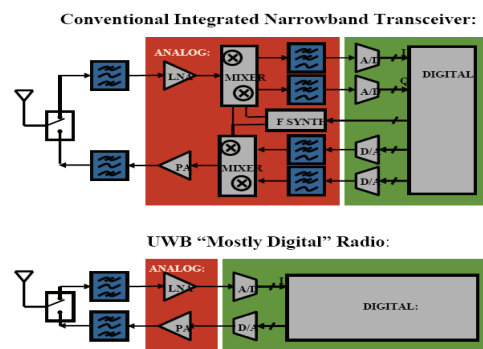 Conventional Integrated Narrowband Transceiver:
ANALOG:
LNA
MIXER
A/D
I
A/D
Q
DIGITAL
F SYNTH
PA
MIXER
D/A
D/A
UWB “Mostly Digital” Radio:
ANALOG:
LNA
A/D
I
DIGITAL:
PA
D/A